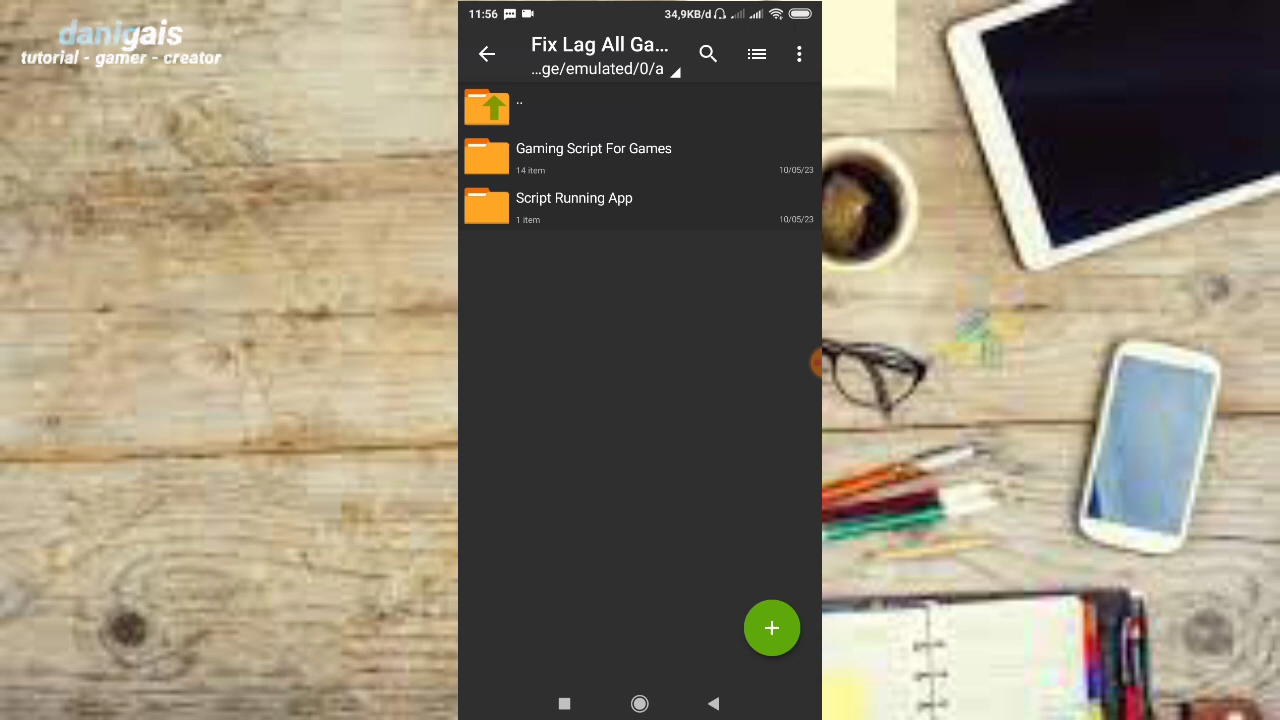 danigais
tutorial - gamer - creator
11:56
34,9KB/d
Fix Lag All Ga...
...ge/emulated/0/a
..
Gaming Script For Games
14 item
10/05/23
Script Running App
1 item
10/05/23